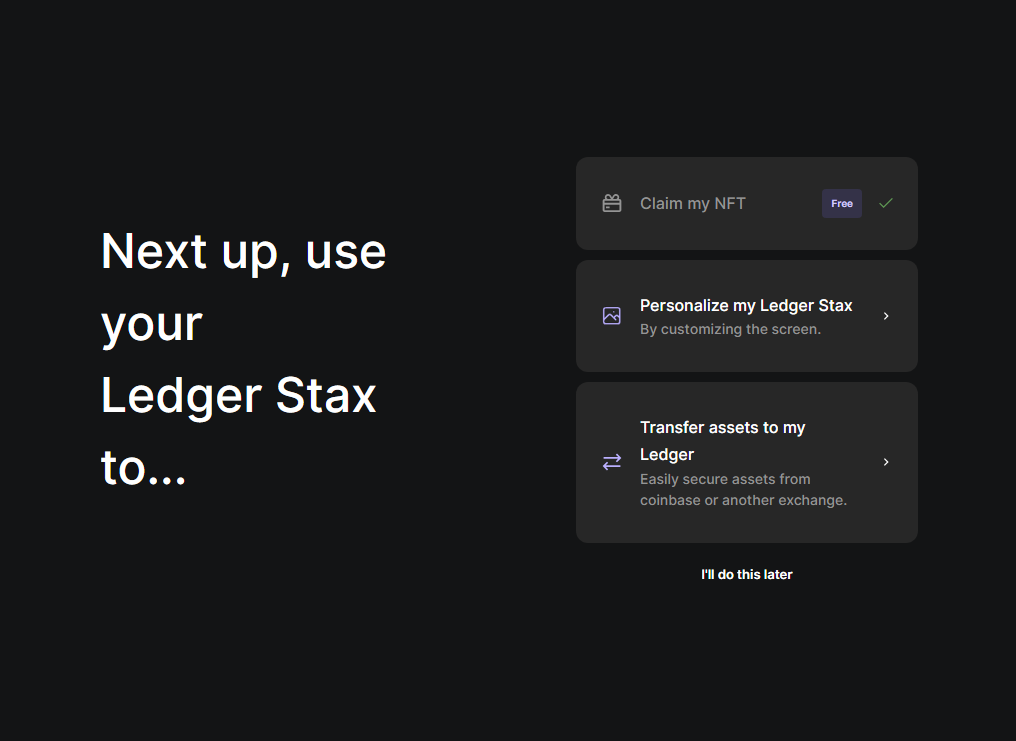 Next up, use
your
Ledger Stax
to...
Claim my NFT
Free
Personalize my Ledger Stax
By customizing the screen.
Transfer assets to my
Ledger
Easily secure assets from
coinbase or another exchange.
I'll do this later